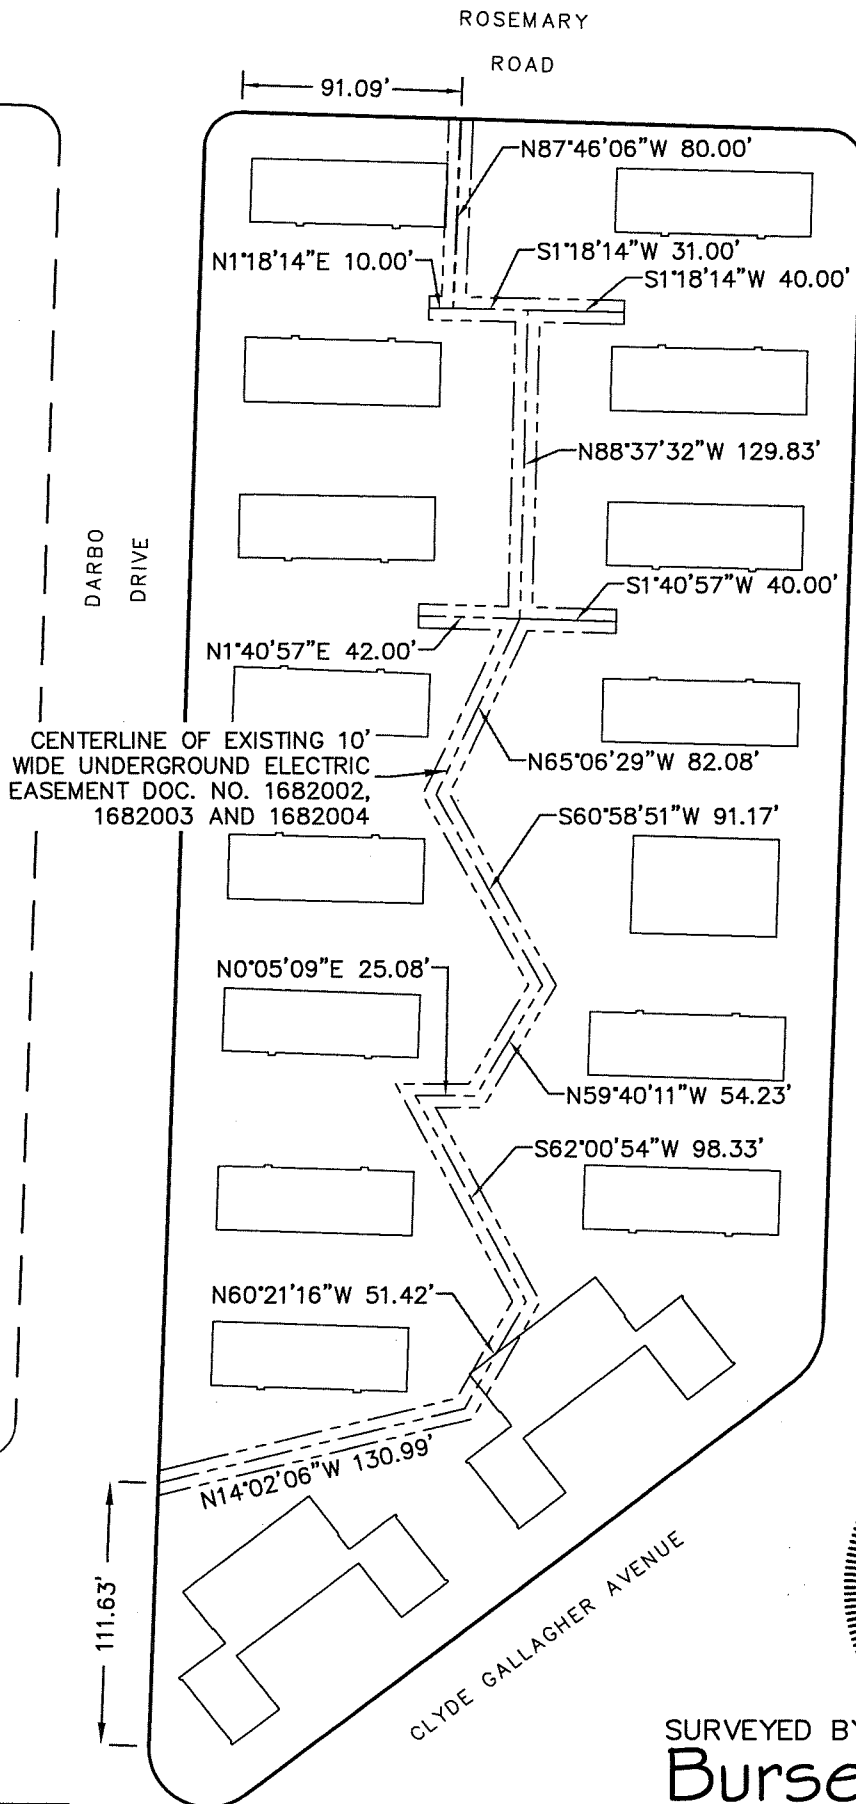 ROSEMARY
ROAD
91.09'
N87°46'06"W 80.00'
N1°18'14"E 10.00'
S1°18'14"W 31.00'
S1°18'14"W 40.00'
N88°37'32"W 129.83'
DARBO
DRIVE
S1°40'57"W 40.00'
N1°40'57"E 42.00'
CENTERLINE OF EXISTING 10'
WIDE UNDERGROUND ELECTRIC
EASEMENT DOC. NO. 1682002,
1682003 AND 1682004
N65°06'29"W 82.08'
S60°58'51"W 91.17'
N0°05'09"E 25.08'
N59°40'11"W 54.23'
S62°00'54"W 98.33'
N60°21'16"W 51.42'
N14°02'06"W 130.99'
111.63'
CLYDE GALLAGHER AVENUE
SURVEYED BY
Burse